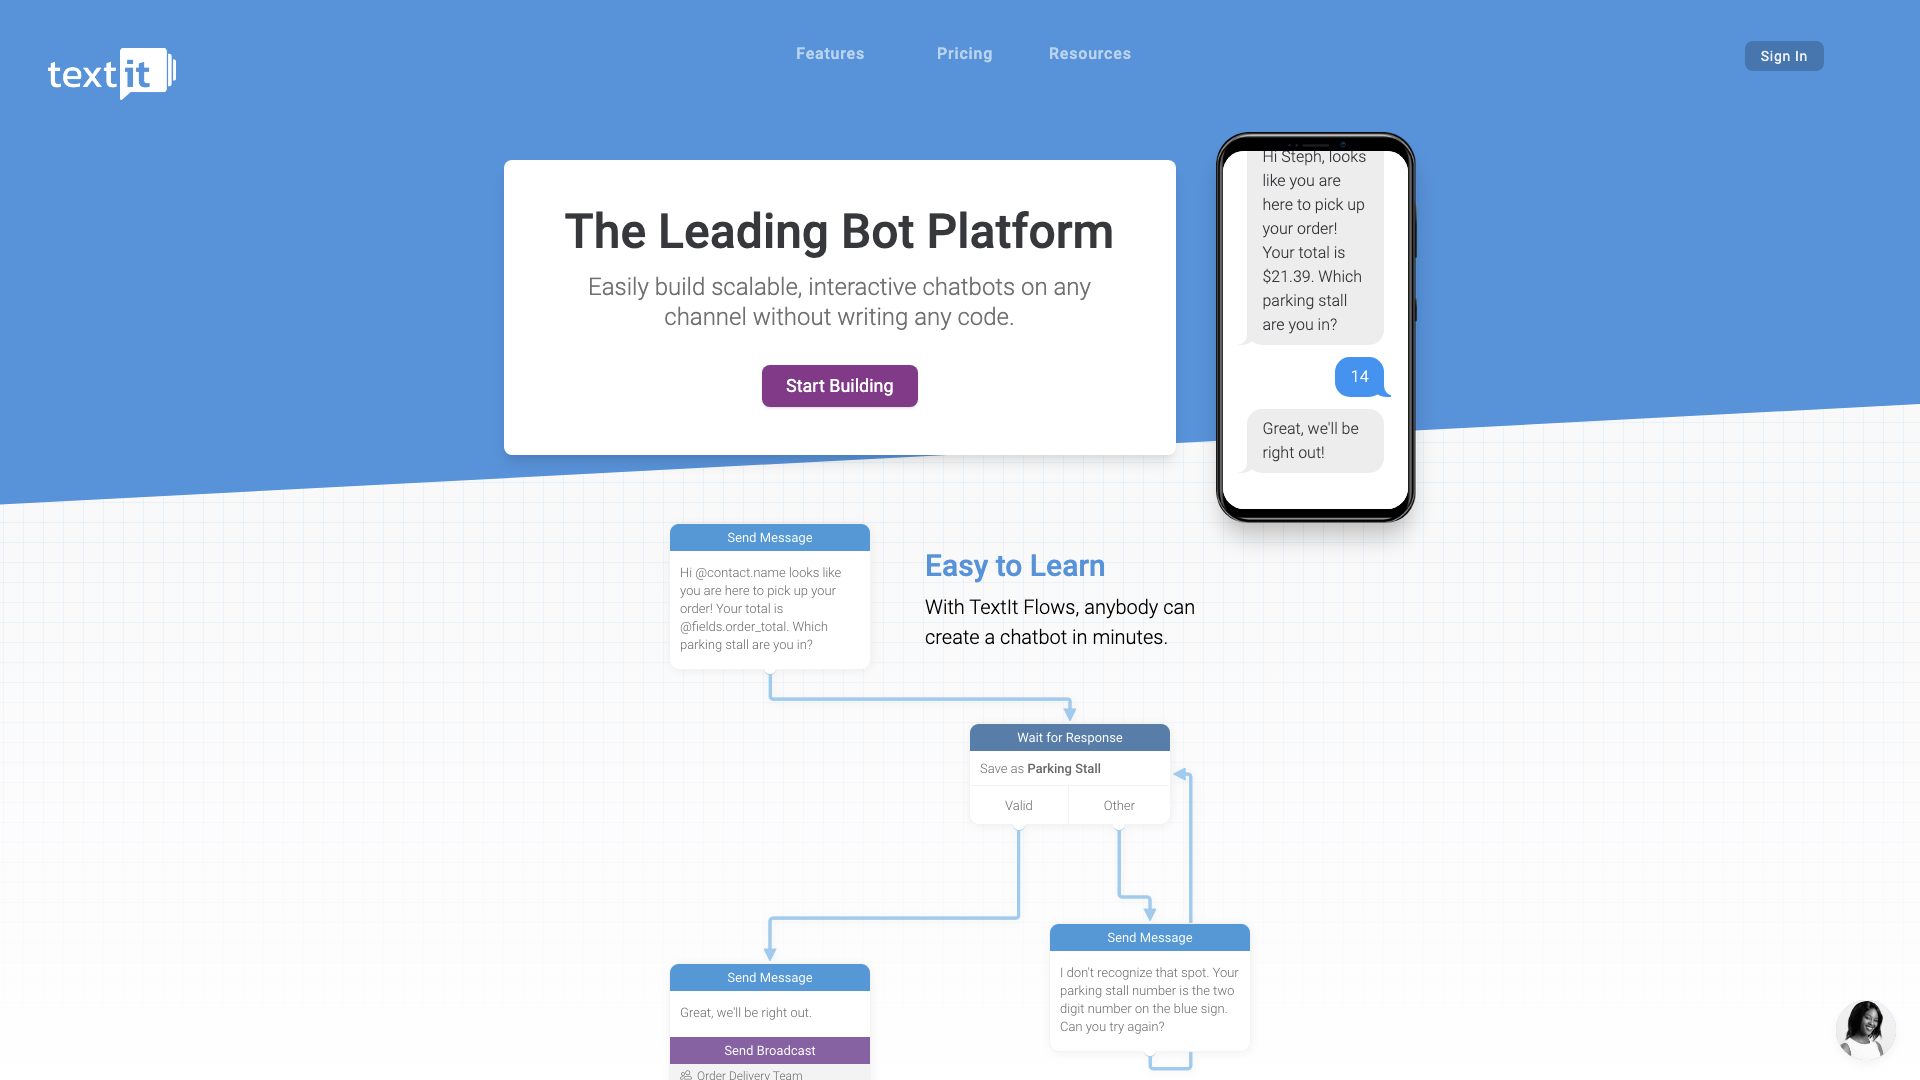 textit
Features
Pricing
Resources
Sign In
The Leading Bot Platform
Easily build scalable, interactive chatbots on any
channel without writing any code.
Start Building
Hi Steph, looks
like you are
here to pick up
your order!
Your total is
$21.39. Which
parking stall
are you in?
14
Great, we'll be
right out!
Send Message
Hi @contact.name looks like
you are here to pick up your
order! Your total is
@fields.order_total. Which
parking stall are you in?
Easy to Learn
With TextIt Flows, anybody can
create a chatbot in minutes.
Wait for Response
Save as Parking Stall
Valid
Other
Send Message
I don't recognize that spot. Your
parking stall number is the two
digit number on the blue sign.
Can you try again?
Send Message
Great, we'll be right out.
Send Broadcast
Order Delivery Team